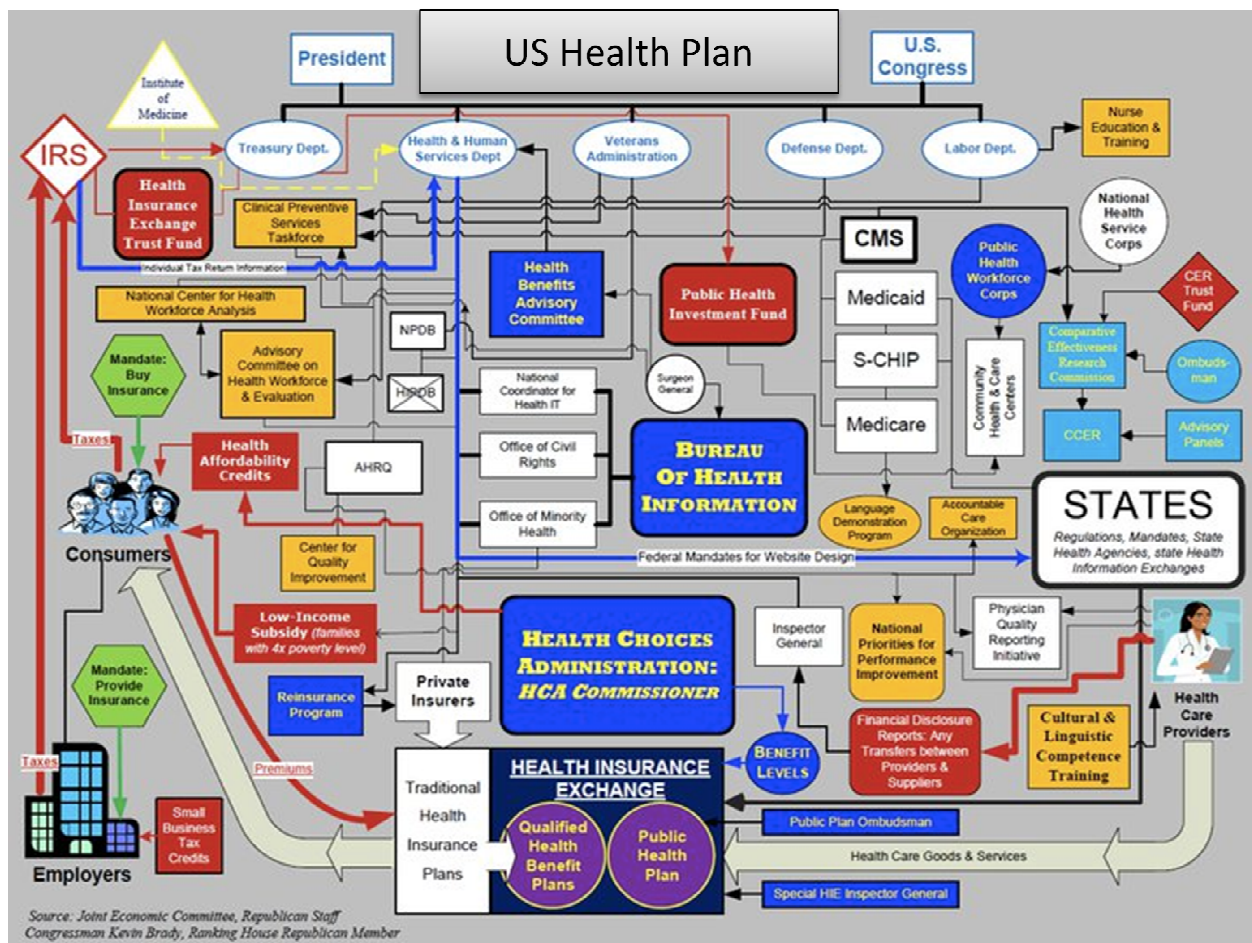 US Health Plan
President
U.S.
Congress
Institute
of
Medicine
IRS
Treasury Dept.
Health & Human
Services Dept
Veterans
Administration
Defense Dept.
Labor Dept.
Nurse
Education &
Training
Health
Insurance
Exchange
Trust Fund
Clinical Preventive
Services
Taskforce
Individual Tax Return Information
Health
Benefits
Advisory
Committee
Public Health
Investment Fund
CMS
Public
Health
Workforce
Corps
National
Health
Service
Corps
CER
Trust
Fund
National Center for Health
Workforce Analysis
NPDB
HIPDB
Medicaid
S-CHIP
Medicare
Community
Health & Care
Centers
Comparative
Effectiveness
Research
Commission
Ombuds-
man
CCER
Advisory
Panels
Mandate:
Buy
Insurance
Advisory
Committee on
Health Workforce
& Evaluation
National
Coordinator for
Health IT
Surgeon
General
Office of Civil
Rights
Office of Minority
Health
BUREAU
OF HEALTH
INFORMATION
Taxes
Health
Affordability
Credits
AHRQ
Language
Demonstration
Program
Accountable
Care
Organization
STATES
Regulations, Mandates, State
Health Agencies, state Health
Information Exchanges
Consumers
Center for
Quality
Improvement
Federal Mandates for Website Design
Low-Income
Subsidy (families
with 4x poverty level)
HEALTH CHOICES
ADMINISTRATION:
HCA COMMISSIONER
Inspector
General
National
Priorities for
Performance
Improvement
Physician
Quality
Reporting
Initiative
Health
Care
Providers
Mandate:
Provide
Insurance
Reinsurance
Program
Private
Insurers
BENEFIT
LEVELS
Financial Disclosure
Reports: Any
Transfers between
Providers &
Suppliers
Cultural &
Linguistic
Competence
Training
Taxes
Premiums
Traditional
Health
Insurance
Plans
HEALTH INSURANCE
EXCHANGE
Qualified
Health
Benefit
Plans
Public
Health
Plan
Public Plan Ombudsman
Health Care Goods & Services
Special HIE Inspector General
Small
Business
Tax
Credits
Employers
Source: Joint Economic Committee, Republican Staff
Congressman Kevin Brady, Ranking House Republican Member